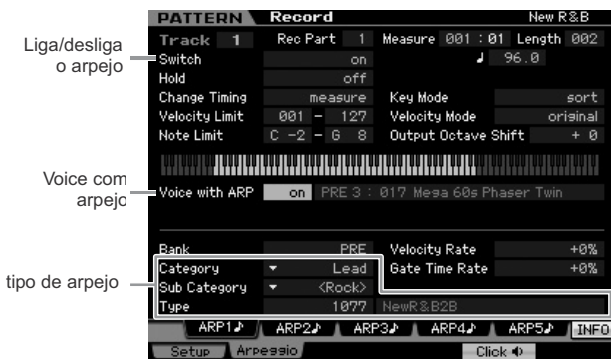 PATTERN Record New R&B
Track 1 Rec Part 1 Measure 001 : 01 Length 002
Liga/desliga o arpejo
Switch on ♩ 96.0
Hold off
Change Timing measure Key Mode sort
Velocity Limit 001 - 127 Velocity Mode original
Note Limit C -2 - G 8 Output Octave Shift + 0
Voice com arpejo
Voice with ARP on PRE 3 : 017 Mega 60s Phaser Twin
Bank PRE Velocity Rate +0%
tipo de arpejo
Category Lead Gate Time Rate +0%
Sub Category <Rock>
Type 1077 NewR&B2B
ARP1♪ ARP2♪ ARP3♪ ARP4♪ ARP5♪ INFO
Setup Arpeggio Click